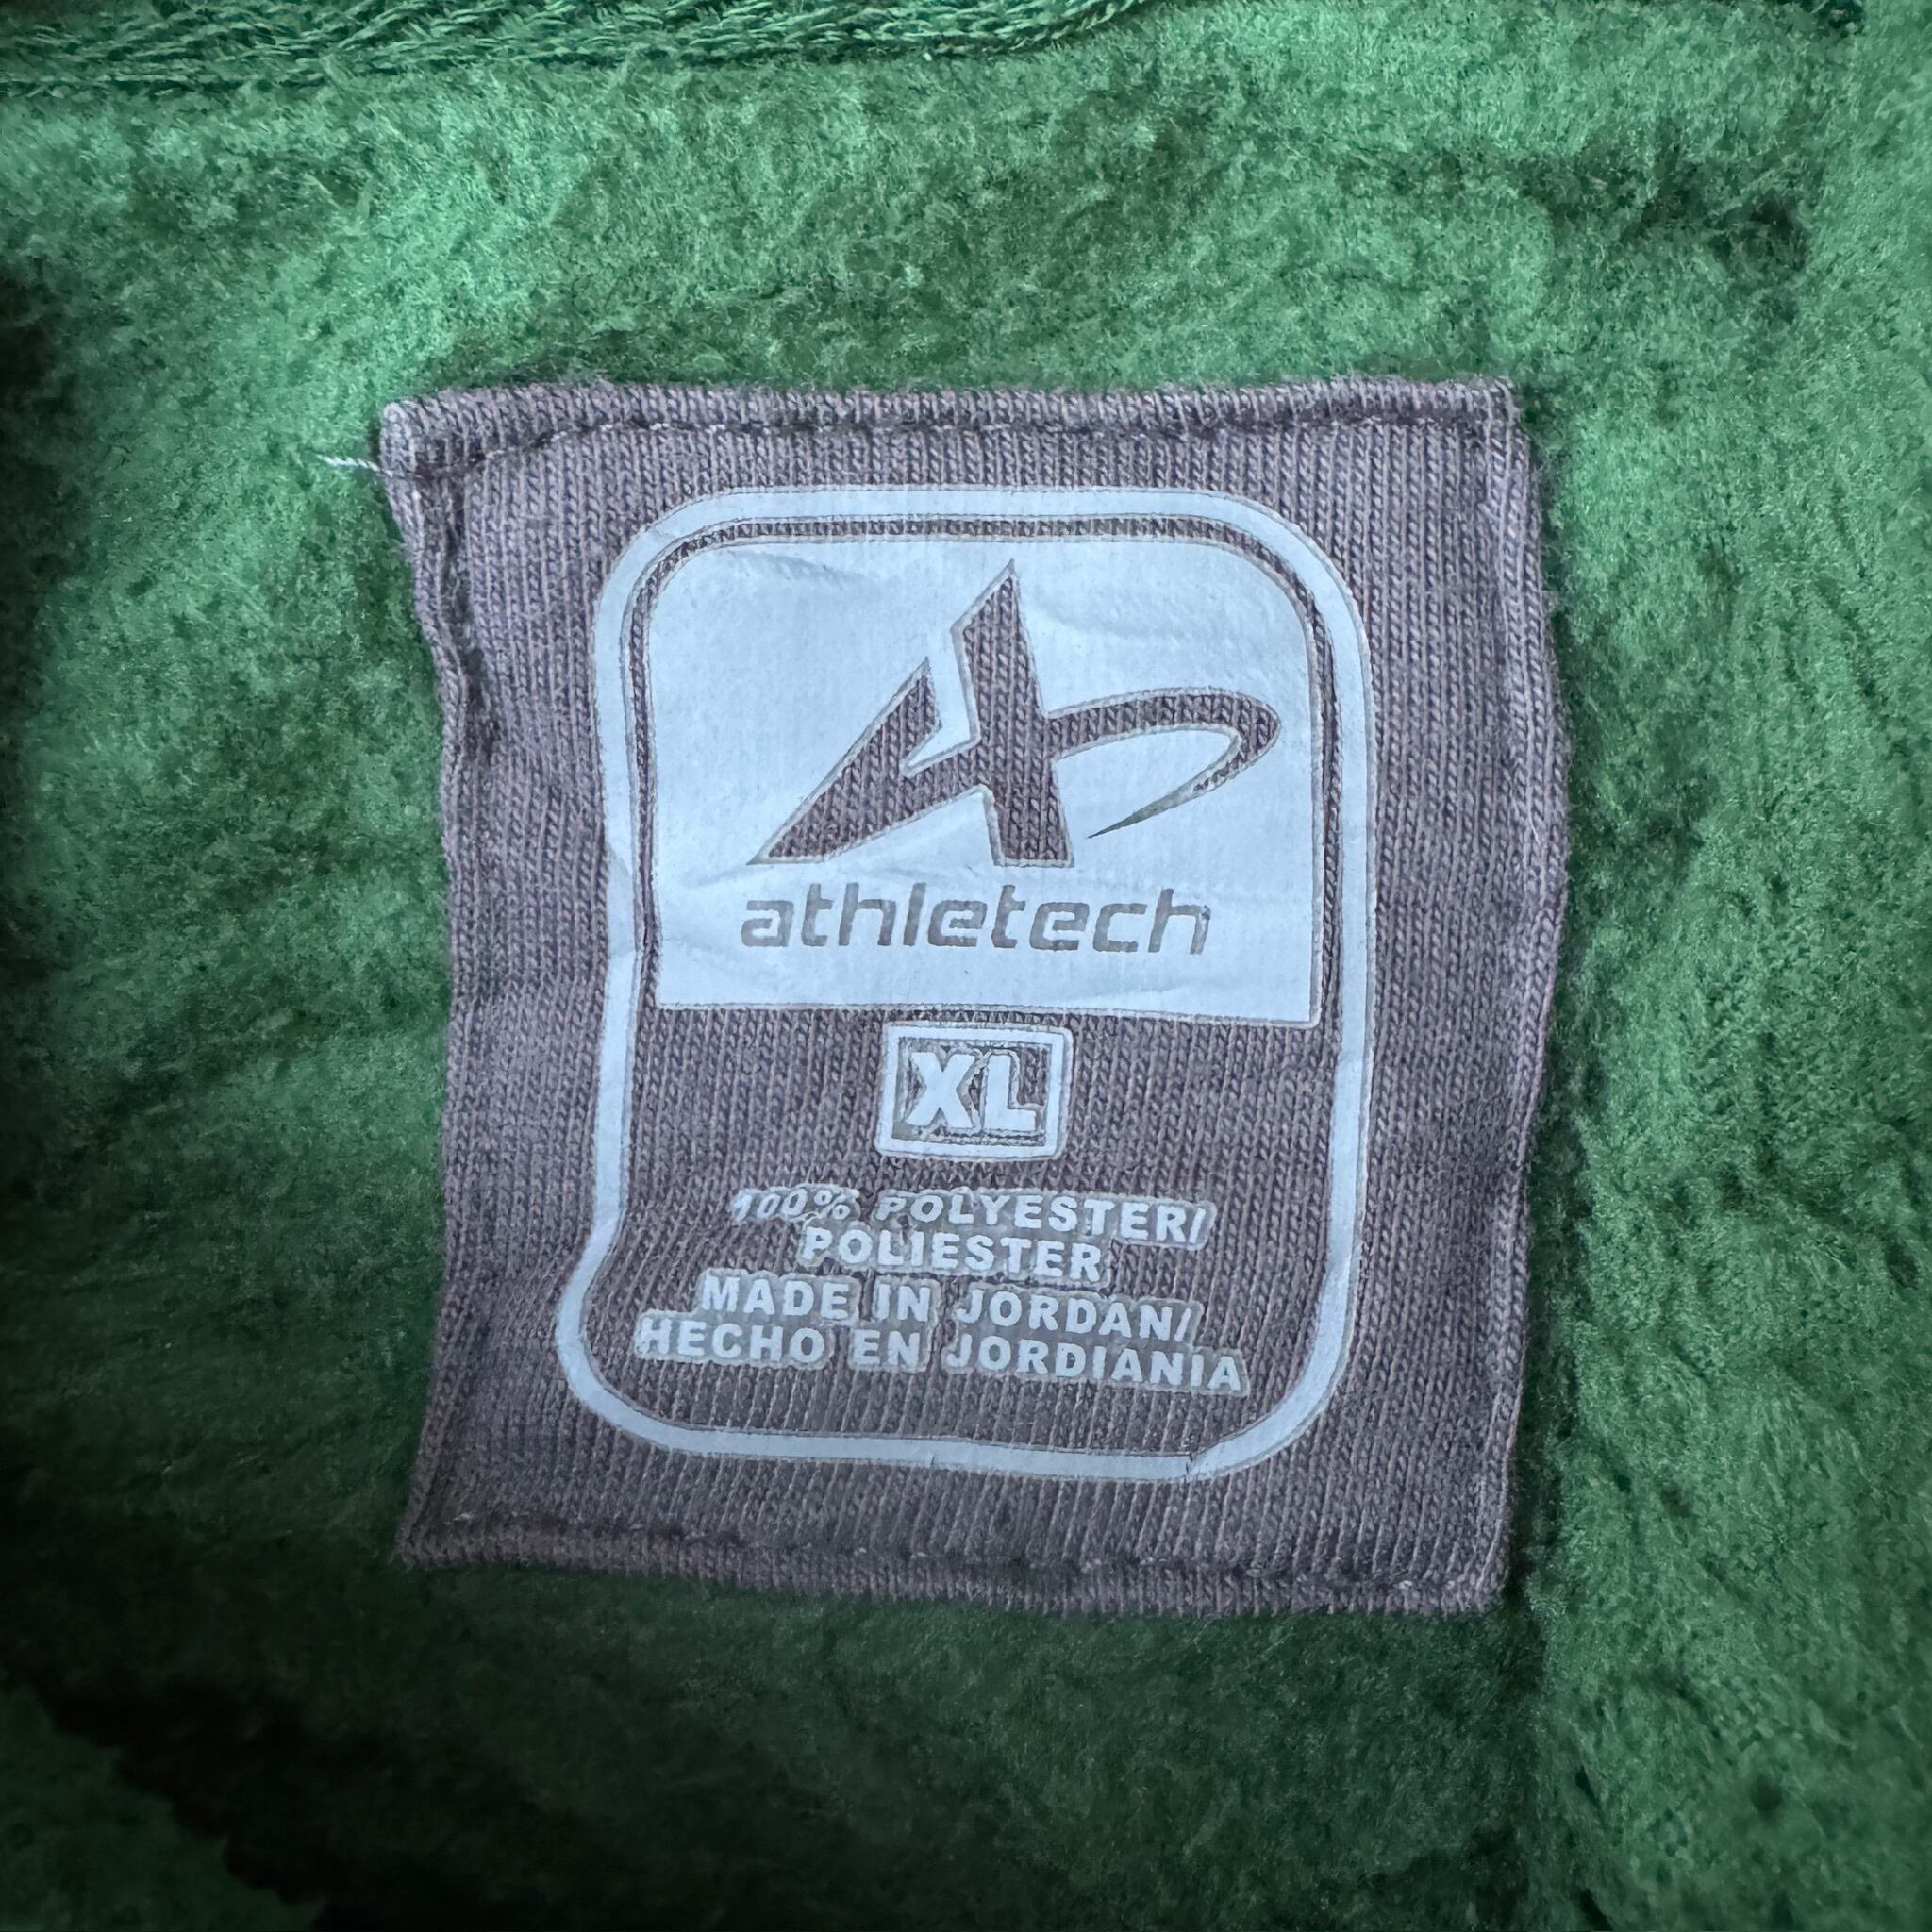 athletech
XL
100% POLYESTER/
POLIESTER
MADE IN JORDAN/
HECHO EN JORDIANIA